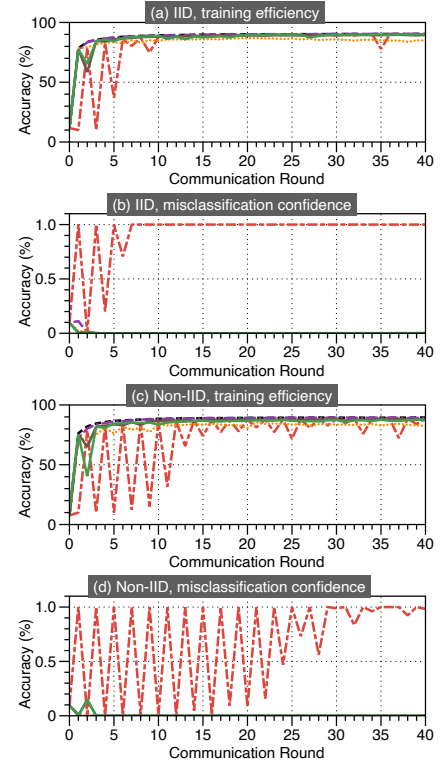 (a) IID, training efficiency
100
50
0
Accuracy (%)
0 5 10 15 20 25 30 35 40
Communication Round
(b) IID, misclassification confidence
1.0
0.5
0
Accuracy (%)
0 5 10 15 20 25 30 35 40
Communication Round
(c) Non-IID, training efficiency
100
50
0
Accuracy (%)
0 5 10 15 20 25 30 35 40
Communication Round
(d) Non-IID, misclassification confidence
1.0
0.5
0
Accuracy (%)
0 5 10 15 20 25 30 35 40
Communication Round